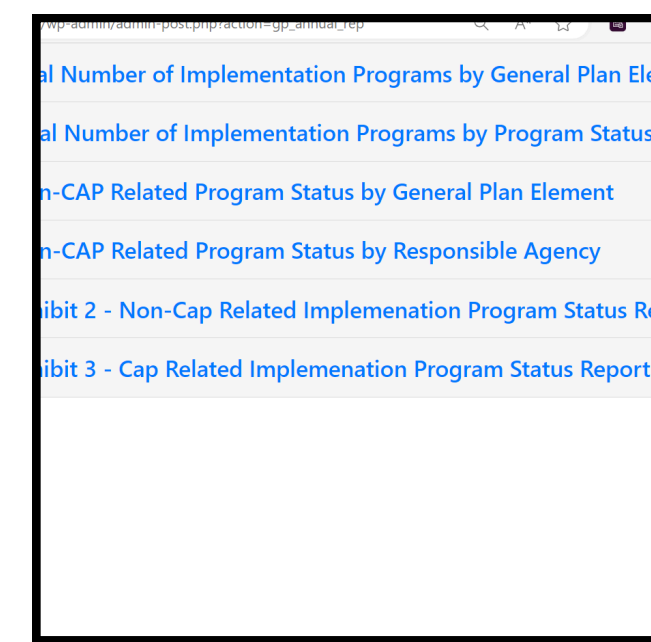 /wp-admin/admin-post.php?action=gp_annual_rep
al Number of Implementation Programs by General Plan Ele
al Number of Implementation Programs by Program Status
n-CAP Related Program Status by General Plan Element
n-CAP Related Program Status by Responsible Agency
ibit 2 - Non-Cap Related Implemenation Program Status Re
ibit 3 - Cap Related Implemenation Program Status Report